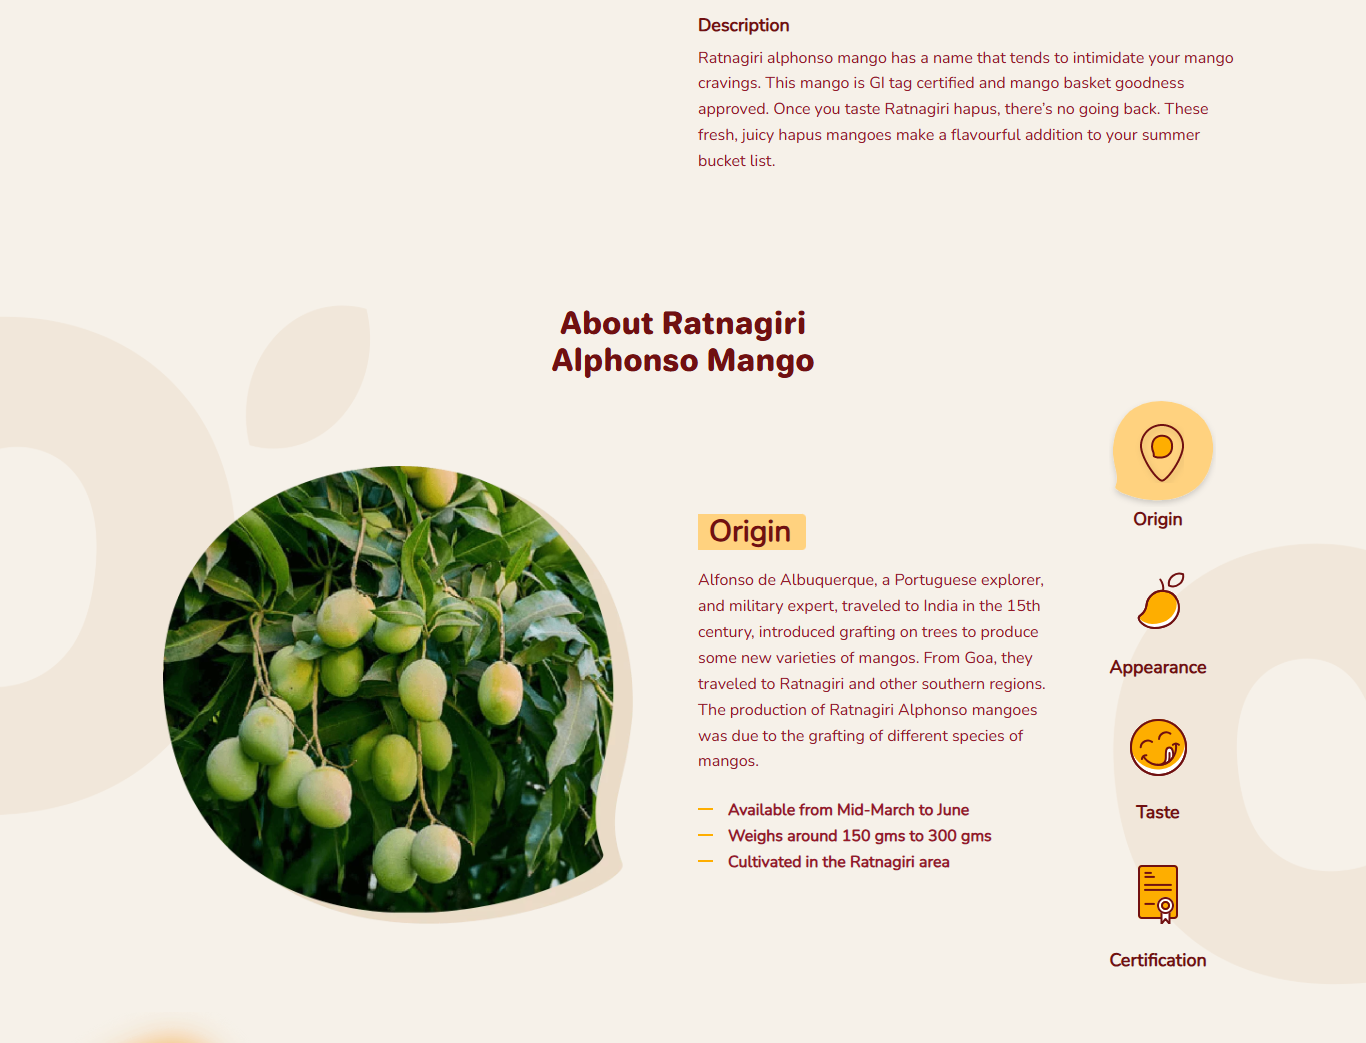 Description
Ratnagiri alphonso mango has a name that tends to intimidate your mango
cravings. This mango is GI tag certified and mango basket goodness
approved. Once you taste Ratnagiri hapus, there's no going back. These
fresh, juicy hapus mangoes make a flavourful addition to your summer
bucket list.
About Ratnagiri
Alphonso Mango
Origin
Alfonso de Albuquerque, a Portuguese explorer,
and military expert, traveled to India in the 15th
century, introduced grafting on trees to produce
some new varieties of mangos. From Goa, they
traveled to Ratnagiri and other southern regions.
The production of Ratnagiri Alphonso mangoes
was due to the grafting of different species of
mangos.
Available from Mid-March to June
Weighs around 150 gms to 300 gms
Cultivated in the Ratnagiri area
Origin
Appearance
Taste
Certification